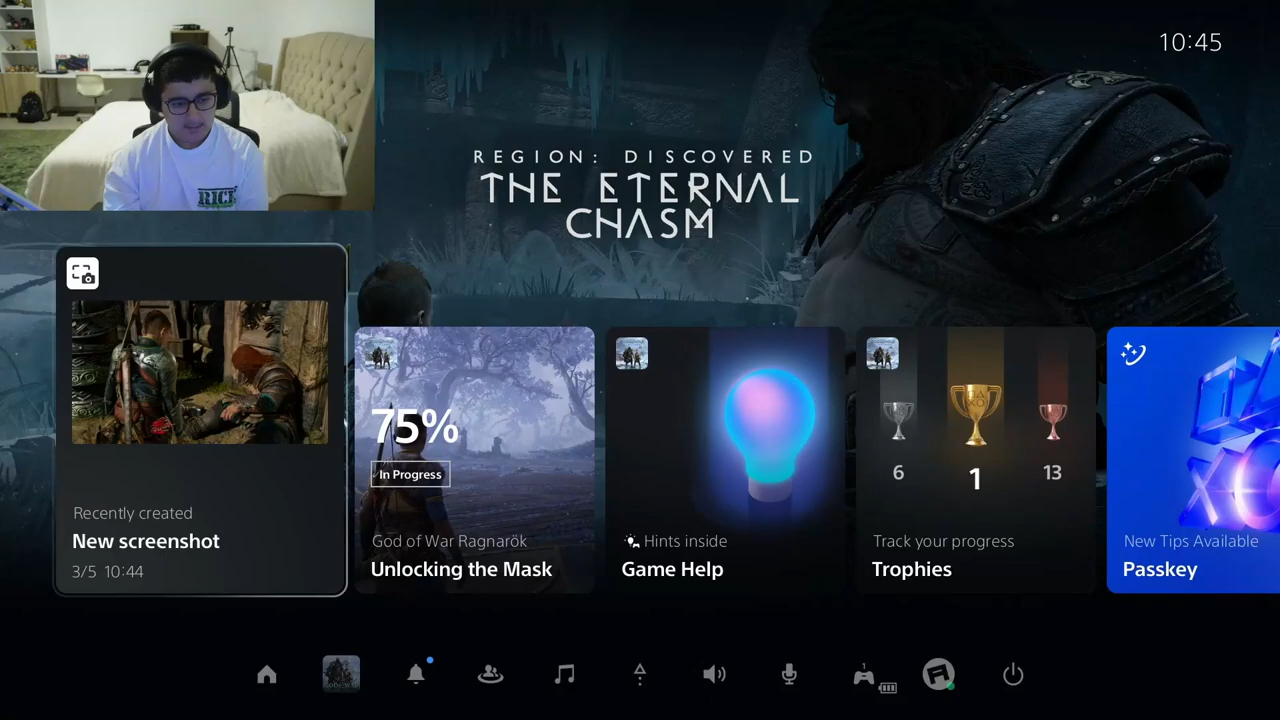 10:45
REGION: DISCOVERED
THE ETERNAL
CHASM
RICH
Recently created
New screenshot
3/5 10:44
75%
In Progress
God of War Ragnarök
Unlocking the Mask
Hints inside
Game Help
6
1
13
Track your progress
Trophies
New Tips Available
Passkey
1